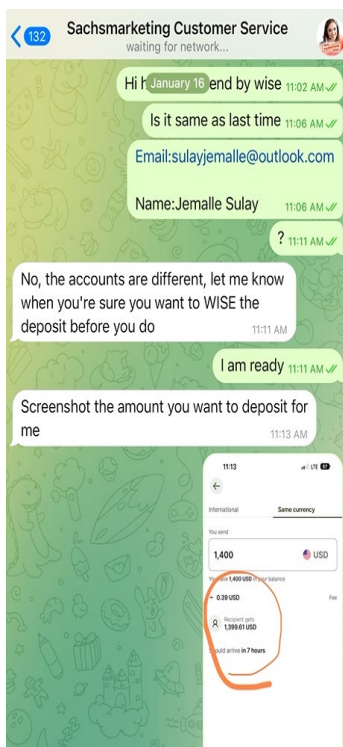 132
Sachsmarketing Customer Service
waiting for network...
January 16
Hi end by wise 11:02 AM
Is it same as last time 11:06 AM
Email:sulayjemalle@outlook.com
Name:Jemalle Sulay 11:06 AM
? 11:11 AM
No, the accounts are different, let me know
when you're sure you want to WISE the
deposit before you do 11:11 AM
I am ready 11:11 AM
Screenshot the amount you want to deposit for
me 11:13 AM
11:13 LTE
International Same currency
You send
1,400 USD
You have 1,400 USD in your balance
- 0.39 USD Fee
Recipient gets
1,399.61 USD
Should arrive in 7 hours